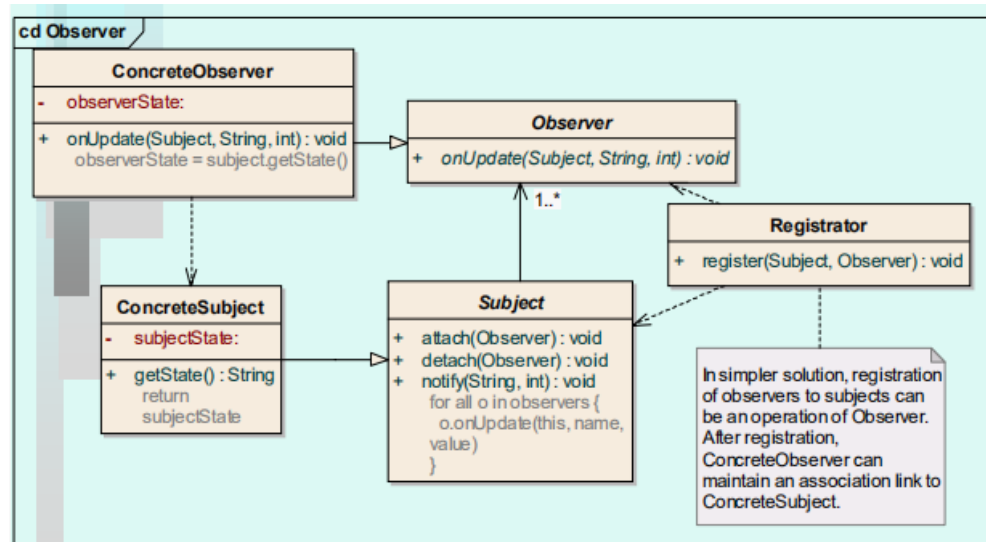 cd Observer
ConcreteObserver
- observerState:
+ onUpdate(Subject, String, int) : void
observerState = subject.getState()
Observer
+ onUpdate(Subject, String, int) : void
1..*
Registrator
+ register(Subject, Observer) : void
ConcreteSubject
- subjectState:
+ getState() : String
return
subjectState
Subject
+ attach(Observer) : void
+ detach(Observer) : void
+ notify(String, int) : void
for all o in observers {
o.onUpdate(this, name,
value)
}
In simpler solution, registration
of observers to subjects can
be an operation of Observer.
After registration,
ConcreteObserver can
maintain an association link to
ConcreteSubject.